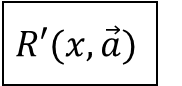 R′(x, a⃗)